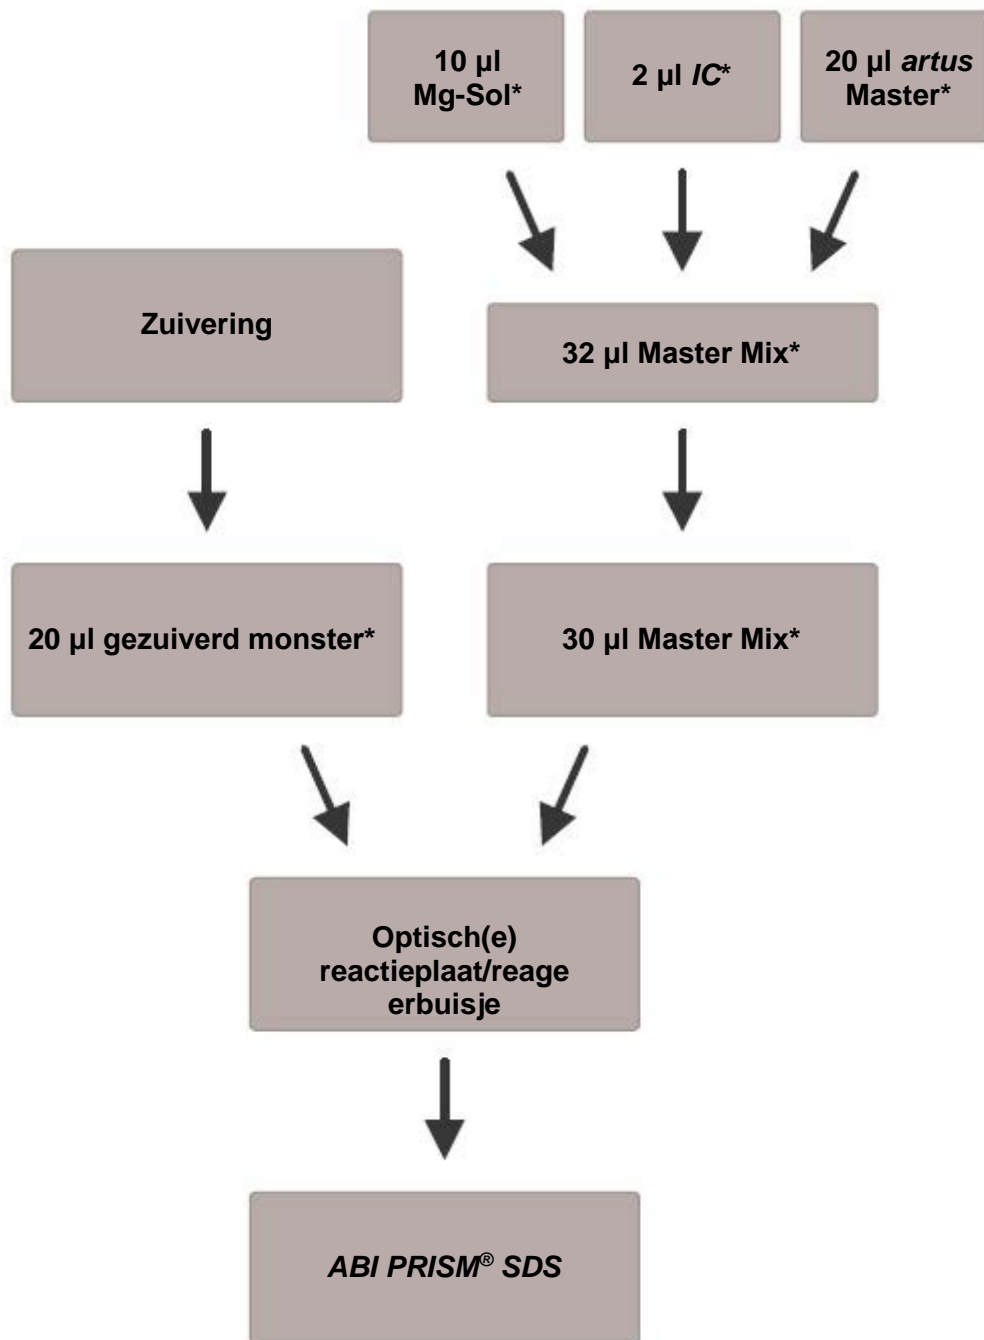 10 µl
Mg-Sol*
2 µl IC*
20 µl artus
Master*
Zuivering
32 µl Master Mix*
20 µl gezuiverd monster*
30 µl Master Mix*
Optisch(e)
reactieplaat/reage
erbuisje
ABI PRISM® SDS